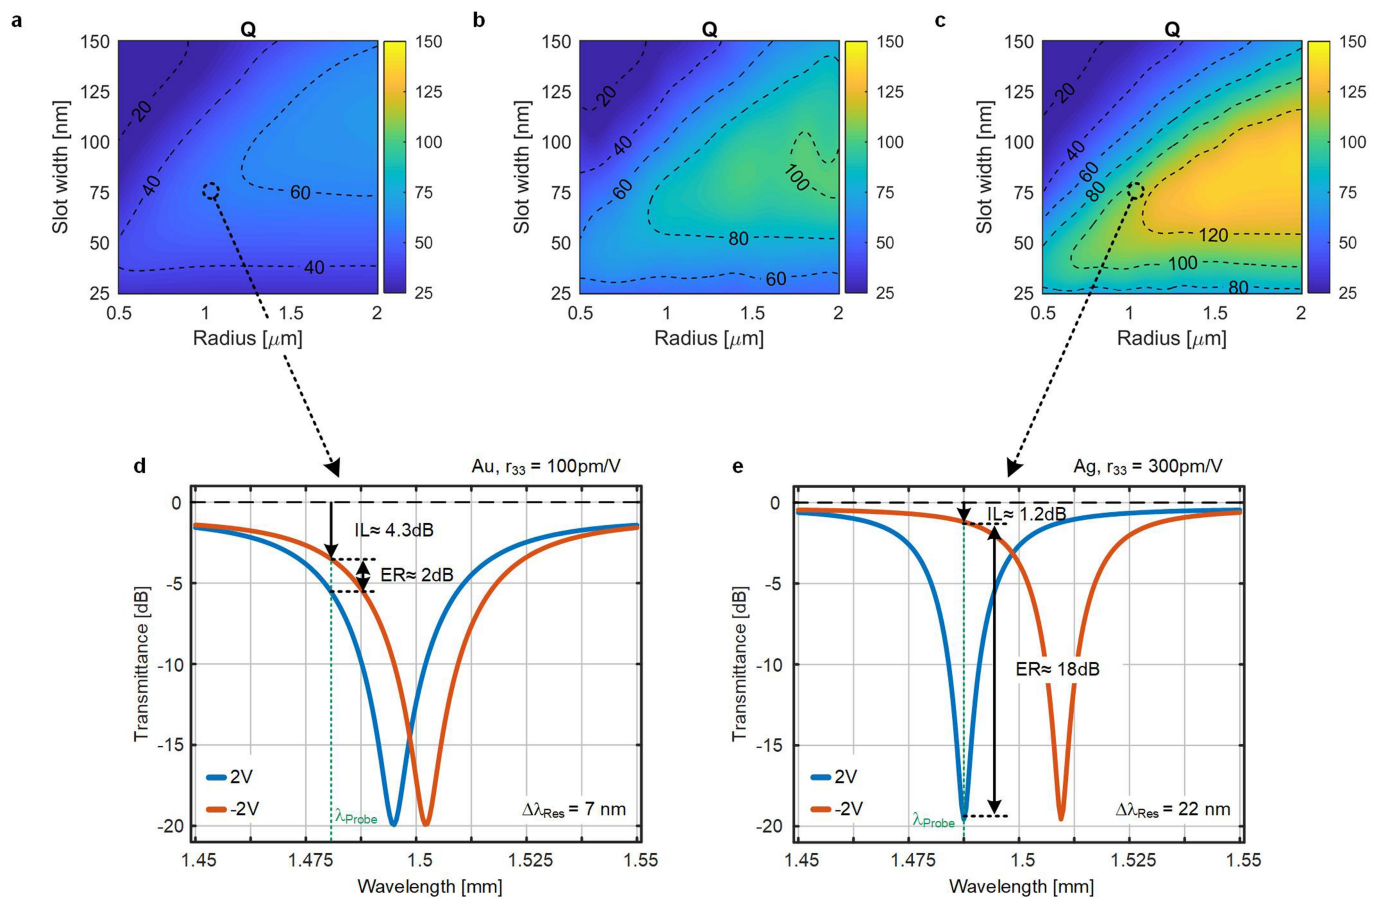 a
Q
Slot width [nm]
150
125
100
75
50
25
20
40
60
40
150
125
100
75
50
25
0.5
1
1.5
2
Radius [μm]
b
Q
Slot width [nm]
150
125
100
75
50
25
20
40
60
80
100
60
150
125
100
75
50
25
0.5
1
1.5
2
Radius [μm]
c
Q
Slot width [nm]
150
125
100
75
50
25
20
40
60
80
120
100
80
150
125
100
75
50
25
0.5
1
1.5
2
Radius [μm]
d
Au, r33 = 100pm/V
Transmittance [dB]
0
-5
-10
-15
-20
IL≈ 4.3dB
ER≈ 2dB
2V
-2V
λProbe
ΔλRes = 7 nm
1.45
1.475
1.5
1.525
1.55
Wavelength [mm]
e
Ag, r33 = 300pm/V
Transmittance [dB]
0
-5
-10
-15
-20
IL≈ 1.2dB
ER≈ 18dB
2V
-2V
λProbe
ΔλRes = 22 nm
1.45
1.475
1.5
1.525
1.55
Wavelength [mm]